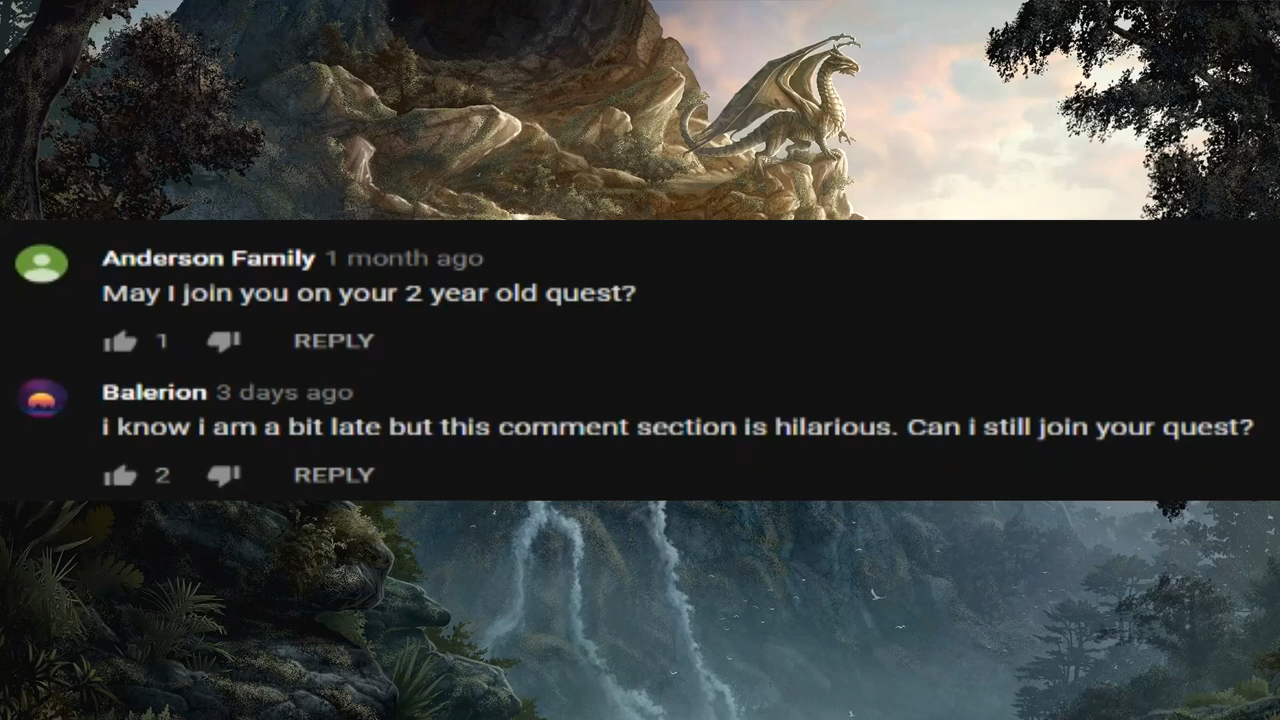 Anderson Family 1 month ago
May I join you on your 2 year old quest?
1 REPLY
Balerion 3 days ago
i know i am a bit late but this comment section is hilarious. Can i still join your quest?
2 REPLY